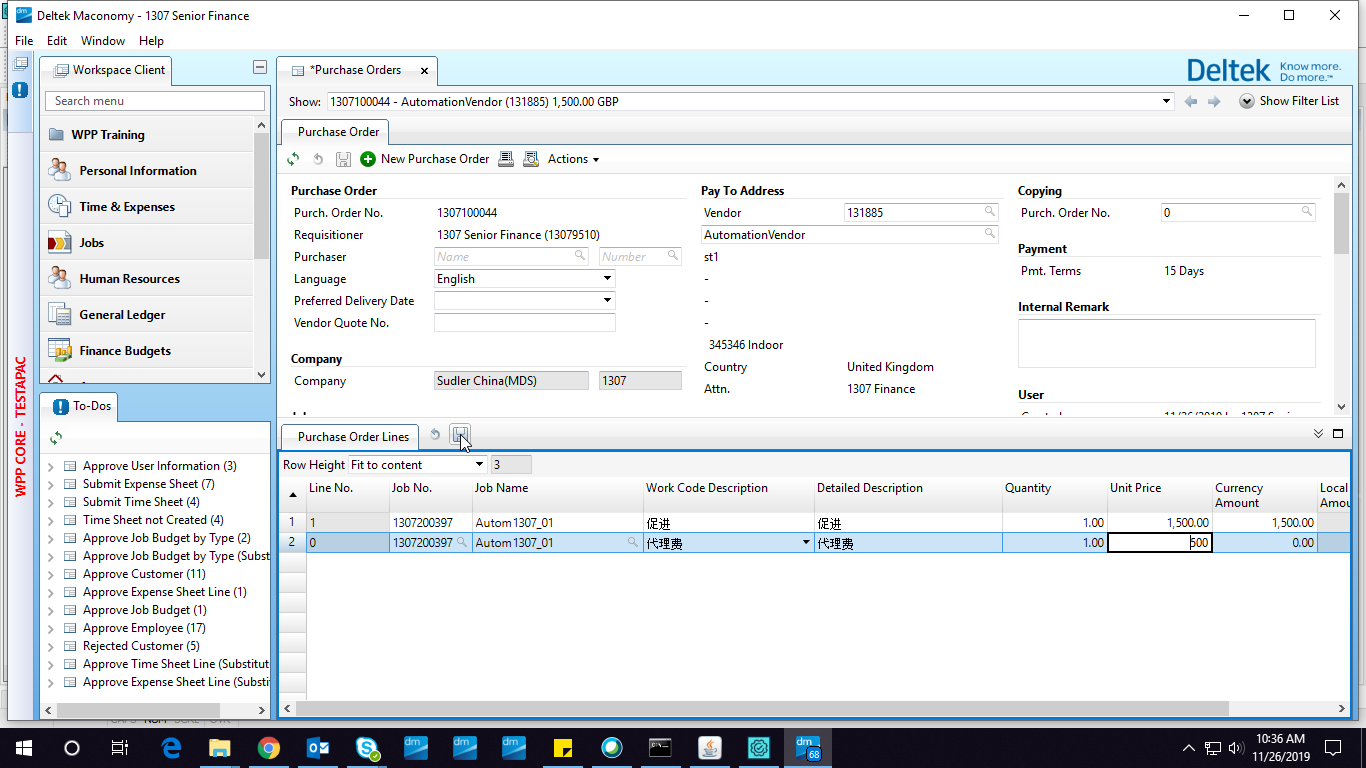 Deltek Maconomy - 1307 Senior Finance
File Edit Window Help
Workspace Client
Search menu
WPP Training
Personal Information
Time & Expenses
Jobs
Human Resources
General Ledger
Finance Budgets
WPP CORE - TESTAPAC
To-Dos
Approve User Information (3)
Submit Expense Sheet (7)
Submit Time Sheet (4)
Time Sheet not Created (4)
Approve Job Budget by Type (2)
Approve Job Budget by Type (Subst
Approve Customer (11)
Approve Expense Sheet Line (1)
Approve Job Budget (1)
Approve Employee (17)
Rejected Customer (5)
Approve Time Sheet Line (Substitut
Approve Expense Sheet Line (Substi
*Purchase Orders
Deltek Know more. Do more.™
Show: 1307100044 - AutomationVendor (131885) 1,500.00 GBP
Show Filter List
Purchase Order
New Purchase Order Actions
Purchase Order
Purch. Order No. 1307100044
Requisitioner 1307 Senior Finance (13079510)
Purchaser Name Number
Language English
Preferred Delivery Date
Vendor Quote No.
Company
Company Sudler China(MDS) 1307
Pay To Address
Vendor 131885
AutomationVendor
st1
-
-
-
345346 Indoor
Country United Kingdom
Attn. 1307 Finance
Copying
Purch. Order No. 0
Payment
Pmt. Terms 15 Days
Internal Remark
User
Purchase Order Lines
Row Height Fit to content 3
Line No. Job No. Job Name Work Code Description Detailed Description Quantity Unit Price Currency Amount Local Amou
1 1 1307200397 Autom1307_01 促进 促进 1.00 1,500.00 1,500.00
2 0 1307200397 Autom1307_01 代理费 代理费 1.00 500 0.00
68
10:36 AM
11/26/2019